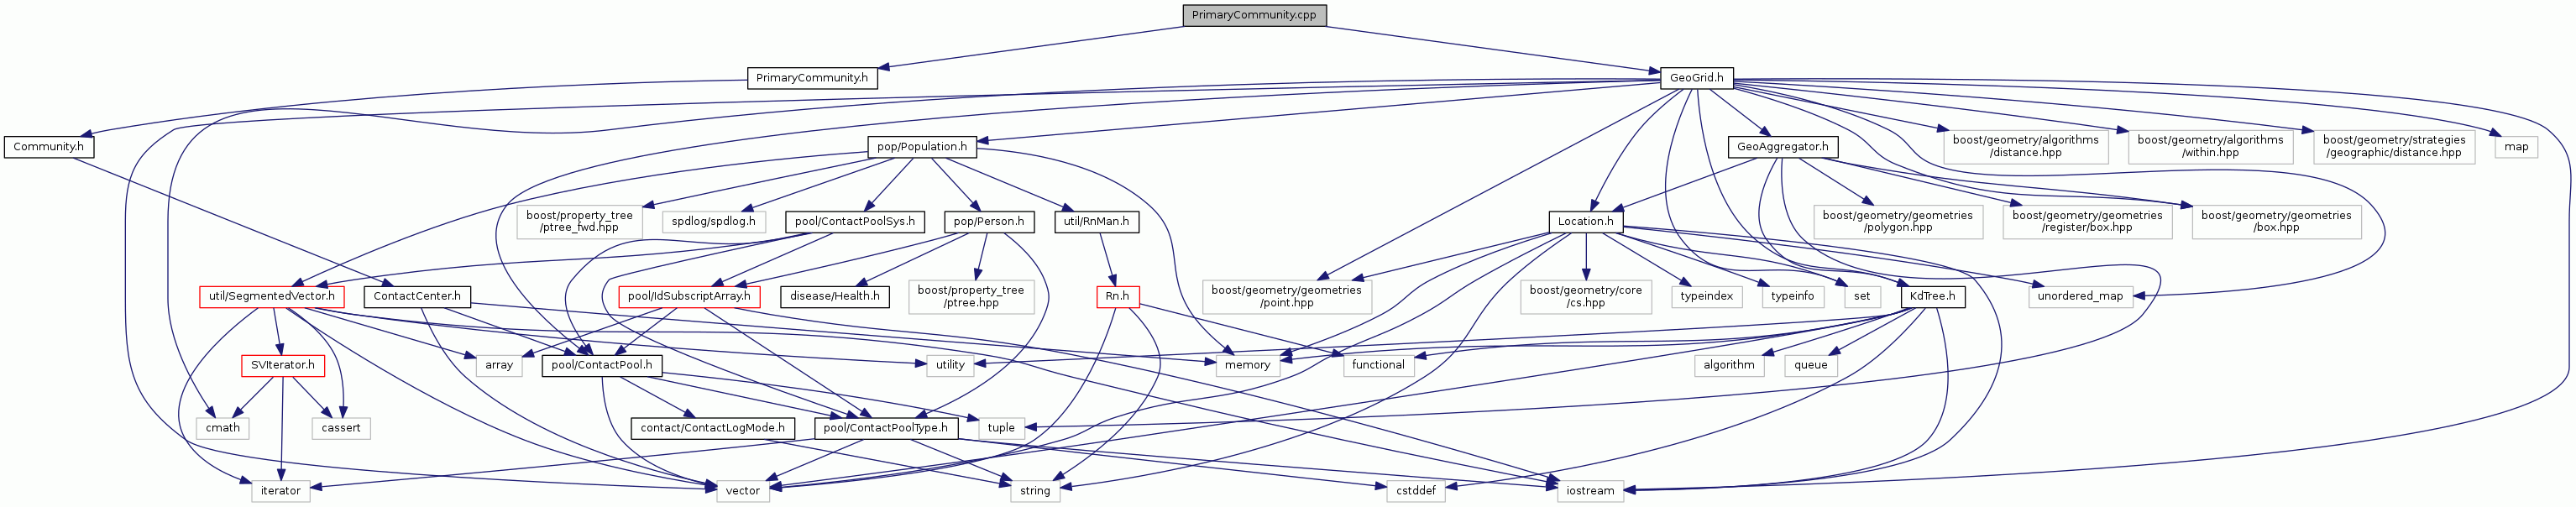 PrimaryCommunity.cpp
PrimaryCommunity.h
GeoGrid.h
Community.h
pop/Population.h
GeoAggregator.h
boost/geometry/algorithms
/distance.hpp
boost/geometry/algorithms
/within.hpp
boost/geometry/strategies
/geographic/distance.hpp
map
boost/property_tree
/ptree_fwd.hpp
spdlog/spdlog.h
pool/ContactPoolSys.h
pop/Person.h
util/RnMan.h
Location.h
boost/geometry/geometries
/polygon.hpp
boost/geometry/geometries
/register/box.hpp
boost/geometry/geometries
/box.hpp
util/SegmentedVector.h
ContactCenter.h
pool/IdSubscriptArray.h
disease/Health.h
boost/property_tree
/ptree.hpp
Rn.h
boost/geometry/geometries
/point.hpp
boost/geometry/core
/cs.hpp
typeindex
typeinfo
set
KdTree.h
unordered_map
SVIterator.h
array
pool/ContactPool.h
utility
memory
functional
algorithm
queue
cmath
cassert
contact/ContactLogMode.h
pool/ContactPoolType.h
tuple
iterator
vector
string
cstddef
iostream